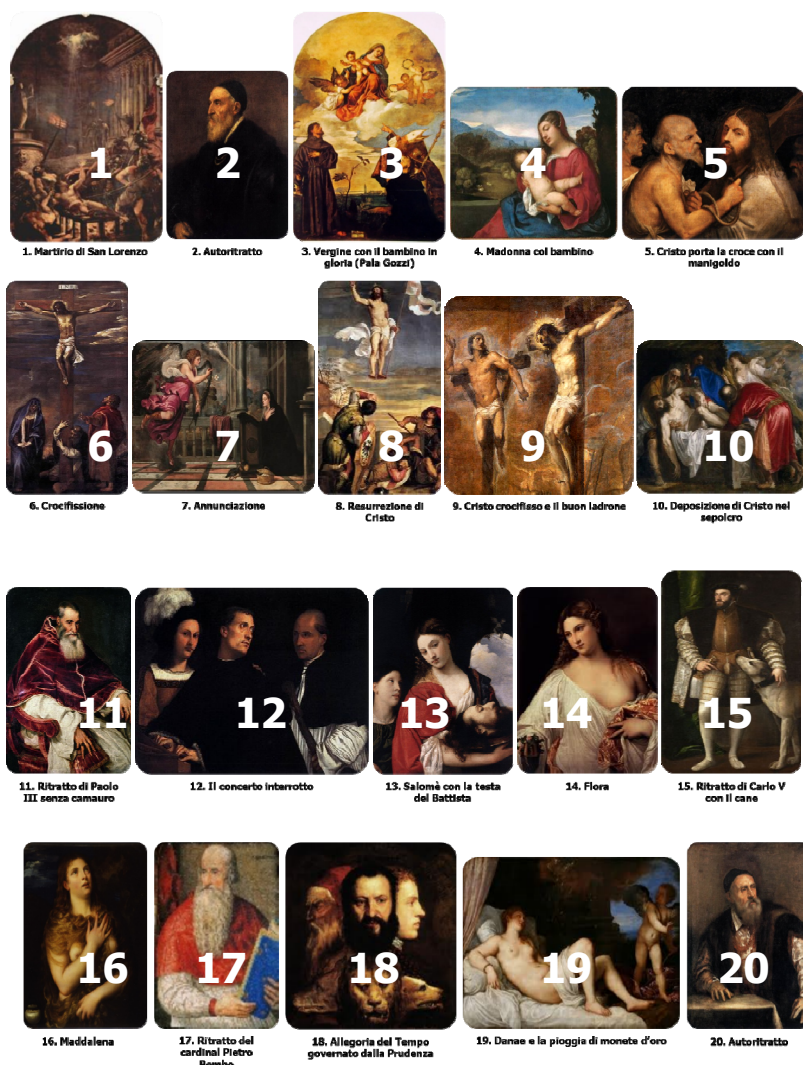 1
2
3
4
5
1. Martirio di San Lorenzo
2. Autoritratto
3. Vergine con il bambino in
gloria (Pala Gozzi)
4. Madonna col bambino
5. Cristo porta la croce con il
manigoldo
6
7
8
9
10
6. Crocifissione
7. Annunciazione
8. Resurrezione di
Cristo
9. Cristo crocifisso e il buon ladrone
10. Deposizione di Cristo nel
sepolcro
11
12
13
14
15
11. Ritratto di Paolo
III senza camauro
12. Il concerto interrotto
13. Salomè con la testa
del Battista
14. Flora
15. Ritratto di Carlo V
con il cane
16
17
18
19
20
16. Maddalena
17. Ritratto del
cardinal Pietro
Bembo
18. Allegoria del Tempo
governato dalla Prudenza
19. Danae e la pioggia di monete d'oro
20. Autoritratto